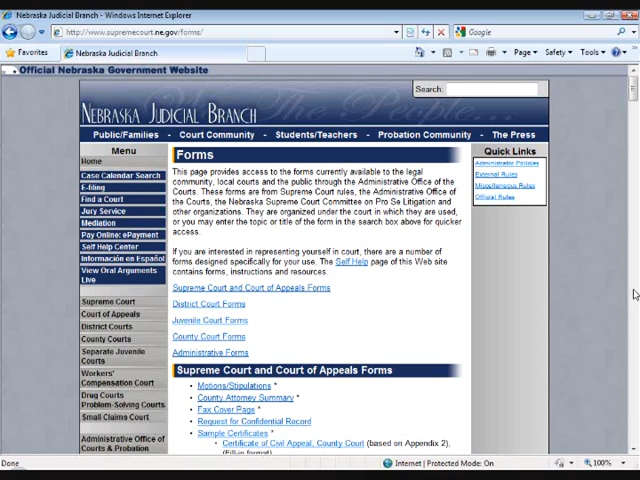 Nebraska Judicial Branch - Windows Internet Explorer
http://www.supremecourt.ne.gov/forms/
Google
Favorites
Nebraska Judicial Branch
Page
Safety
Tools
Official Nebraska Government Website
Search:
NEBRASKA JUDICIAL BRANCH
Public/Families - Court Community - Students/Teachers - Probation Community - The Press
Menu
Home
Case Calendar Search
E-filing
Find a Court
Jury Service
Mediation
Pay Online: ePayment
Self Help Center
Información en Español
View Oral Arguments
Live
Supreme Court
Court of Appeals
District Courts
County Courts
Separate Juvenile
Courts
Workers'
Compensation Court
Drug Courts
Problem-Solving Courts
Small Claims Court
Administrative Office of
Courts & Probation
Forms
This page provides access to the forms currently available to the legal
community, local courts and the public through the Administrative Office of the
Courts. These forms are from Supreme Court rules, the Administrative Office of
the Courts, the Nebraska Supreme Court Committee on Pro Se Litigation and
other organizations. They are organized under the court in which they are used,
or you may enter the topic or title of the form in the search box above for quicker
access.
If you are interested in representing yourself in court, there are a number of
forms designed specifically for your use. The Self Help page of this Web site
contains forms, instructions and resources.
Supreme Court and Court of Appeals Forms
District Court Forms
Juvenile Court Forms
County Court Forms
Administrative Forms
Supreme Court and Court of Appeals Forms
• Motions/Stipulations *
• County Attorney Summary *
• Fax Cover Page *
• Request for Confidential Record
• Sample Certificates *
◦ Certificate of Civil Appeal, County Court (based on Appendix 2),
(Fill-in format)
Quick Links
Administrator Policies
External Rules
Miscellaneous Rules
Official Rules
Done
Internet | Protected Mode: On
100%